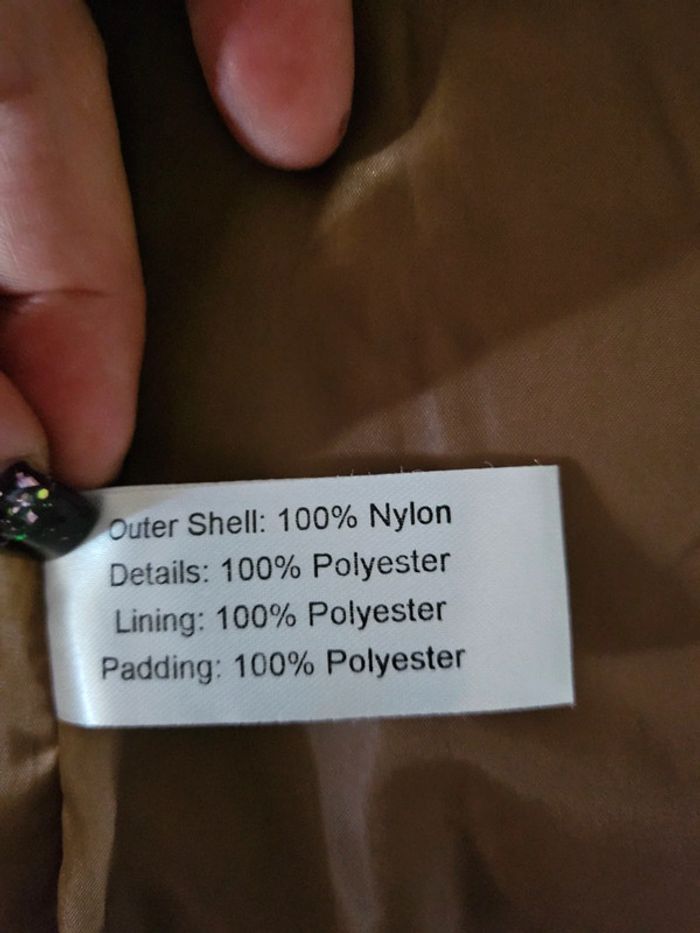 Outer Shell: 100% Nylon
Details: 100% Polyester
Lining: 100% Polyester
Padding: 100% Polyester